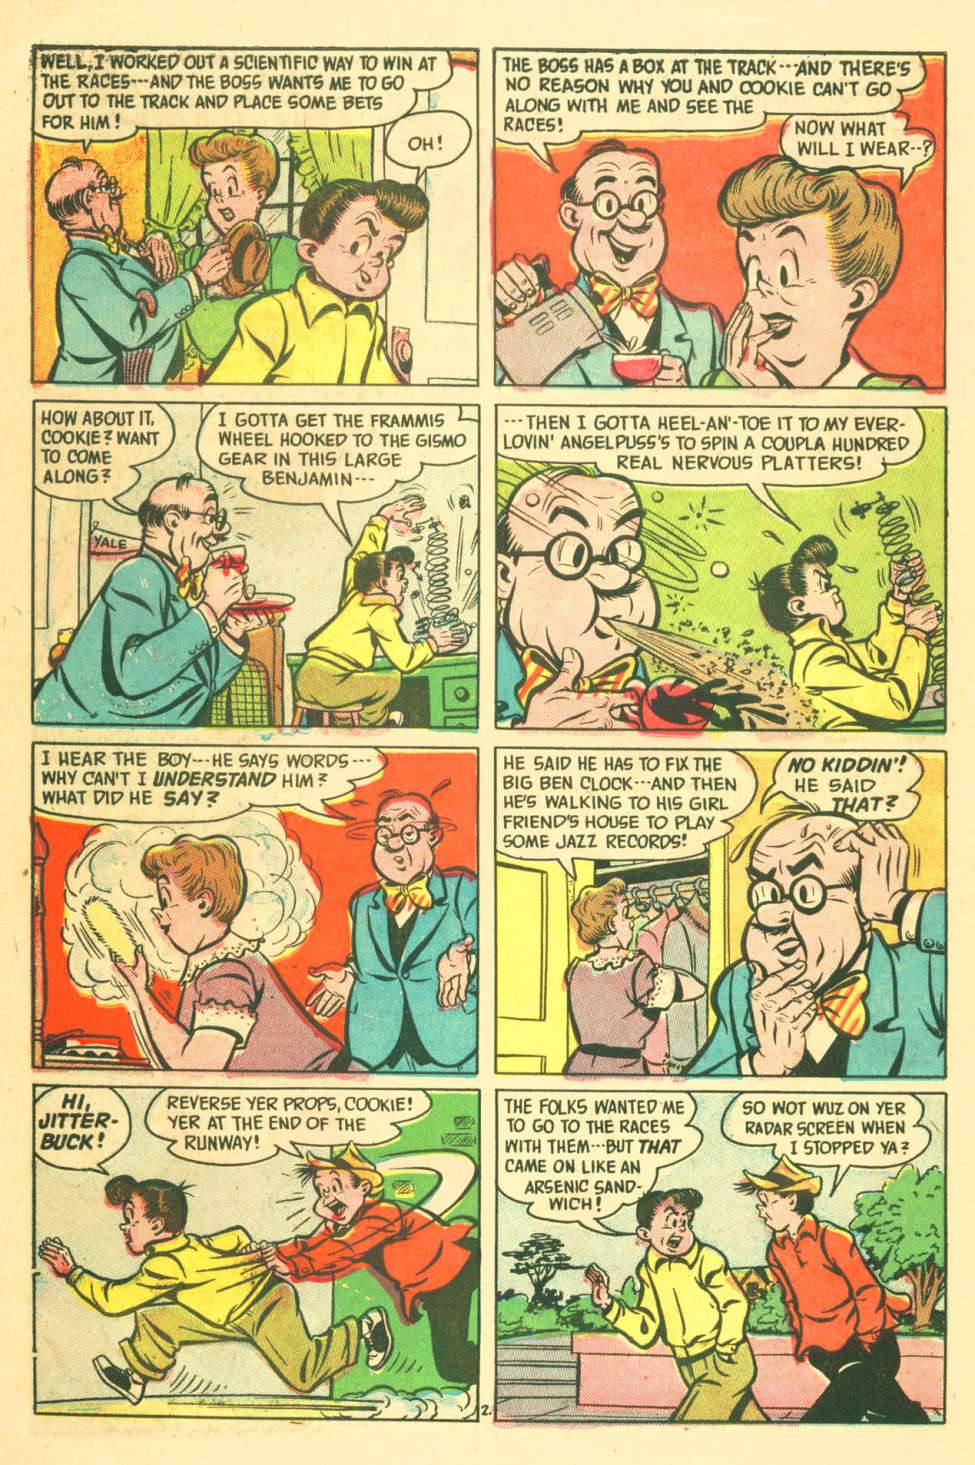 WELL, I WORKED OUT A SCIENTIFIC WAY TO WIN AT
THE RACES---AND THE BOSS WANTS ME TO GO
OUT TO THE TRACK AND PLACE SOME BETS
FOR HIM!
OH!
THE BOSS HAS A BOX AT THE TRACK---AND THERE'S
NO REASON WHY YOU AND COOKIE CAN'T GO
ALONG WITH ME AND SEE THE
RACES!
NOW WHAT
WILL I WEAR--?
HOW ABOUT IT,
COOKIE? WANT
TO COME
ALONG?
I GOTTA GET THE FRAMMIS
WHEEL HOOKED TO THE GISMO
GEAR IN THIS LARGE
BENJAMIN---
YALE
---THEN I GOTTA HEEL-AN'-TOE IT TO MY EVER-
LOVIN' ANGELPUSS'S TO SPIN A COUPLA HUNDRED
REAL NERVOUS PLATTERS!
I HEAR THE BOY---HE SAYS WORDS---
WHY CAN'T I UNDERSTAND HIM?
WHAT DID HE SAY?
HE SAID HE HAS TO FIX THE
BIG BEN CLOCK---AND THEN
HE'S WALKING TO HIS GIRL
FRIEND'S HOUSE TO PLAY
SOME JAZZ RECORDS!
NO KIDDIN'!
HE SAID
THAT?
HI,
JITTER-
BUCK!
REVERSE YER PROPS, COOKIE!
YER AT THE END OF THE
RUNWAY!
2.
THE FOLKS WANTED ME
TO GO TO THE RACES
WITH THEM---BUT THAT
CAME ON LIKE AN
ARSENIC SAND-
WICH!
SO WOT WUZ ON YER
RADAR SCREEN WHEN
I STOPPED YA?